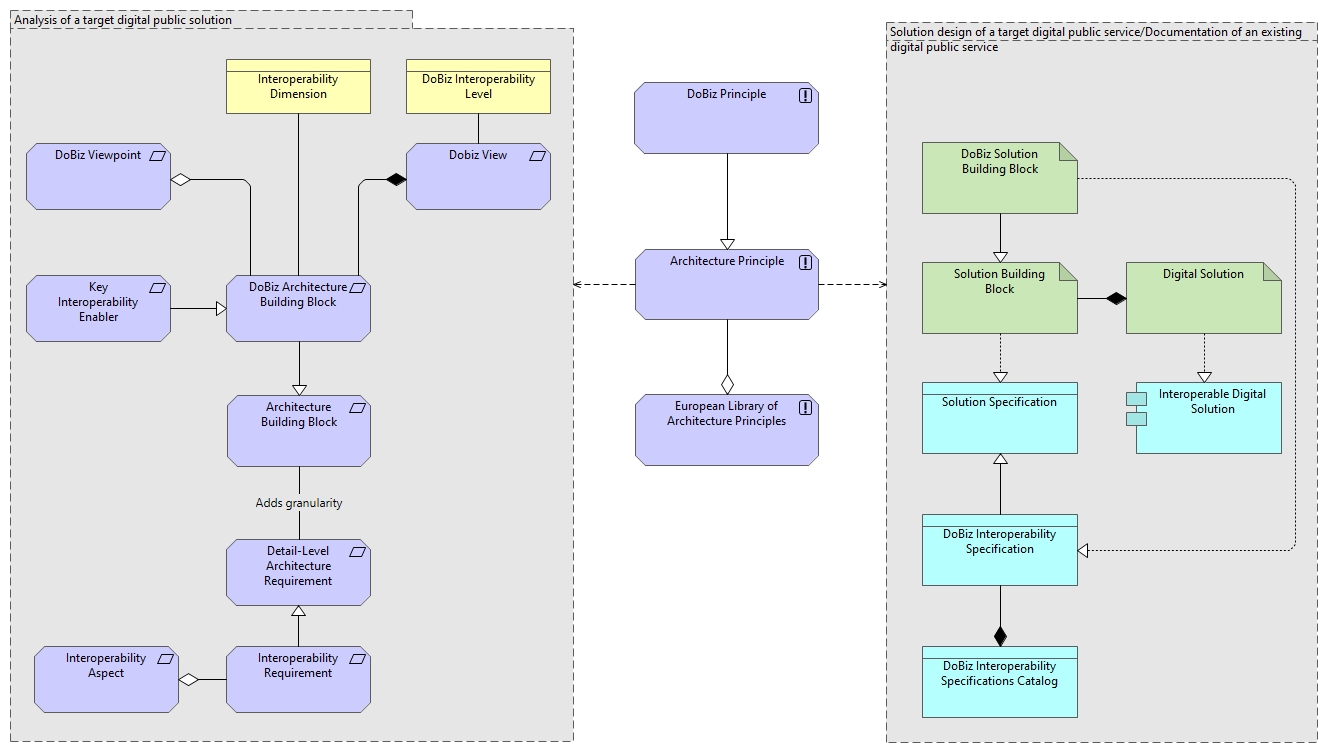 Analysis of a target digital public solution
Interoperability
Dimension
DoBiz Interoperability
Level
DoBiz Viewpoint
Dobiz View
Key
Interoperability
Enabler
DoBiz Architecture
Building Block
Architecture
Building Block
Adds granularity
Detail-Level
Architecture
Requirement
Interoperability
Aspect
Interoperability
Requirement
DoBiz Principle
Architecture Principle
European Library of
Architecture Principles
Solution design of a target digital public service/Documentation of an existing
digital public service
DoBiz Solution
Building Block
Solution Building
Block
Digital Solution
Solution Specification
Interoperable Digital
Solution
DoBiz Interoperability
Specification
DoBiz Interoperability
Specifications Catalog